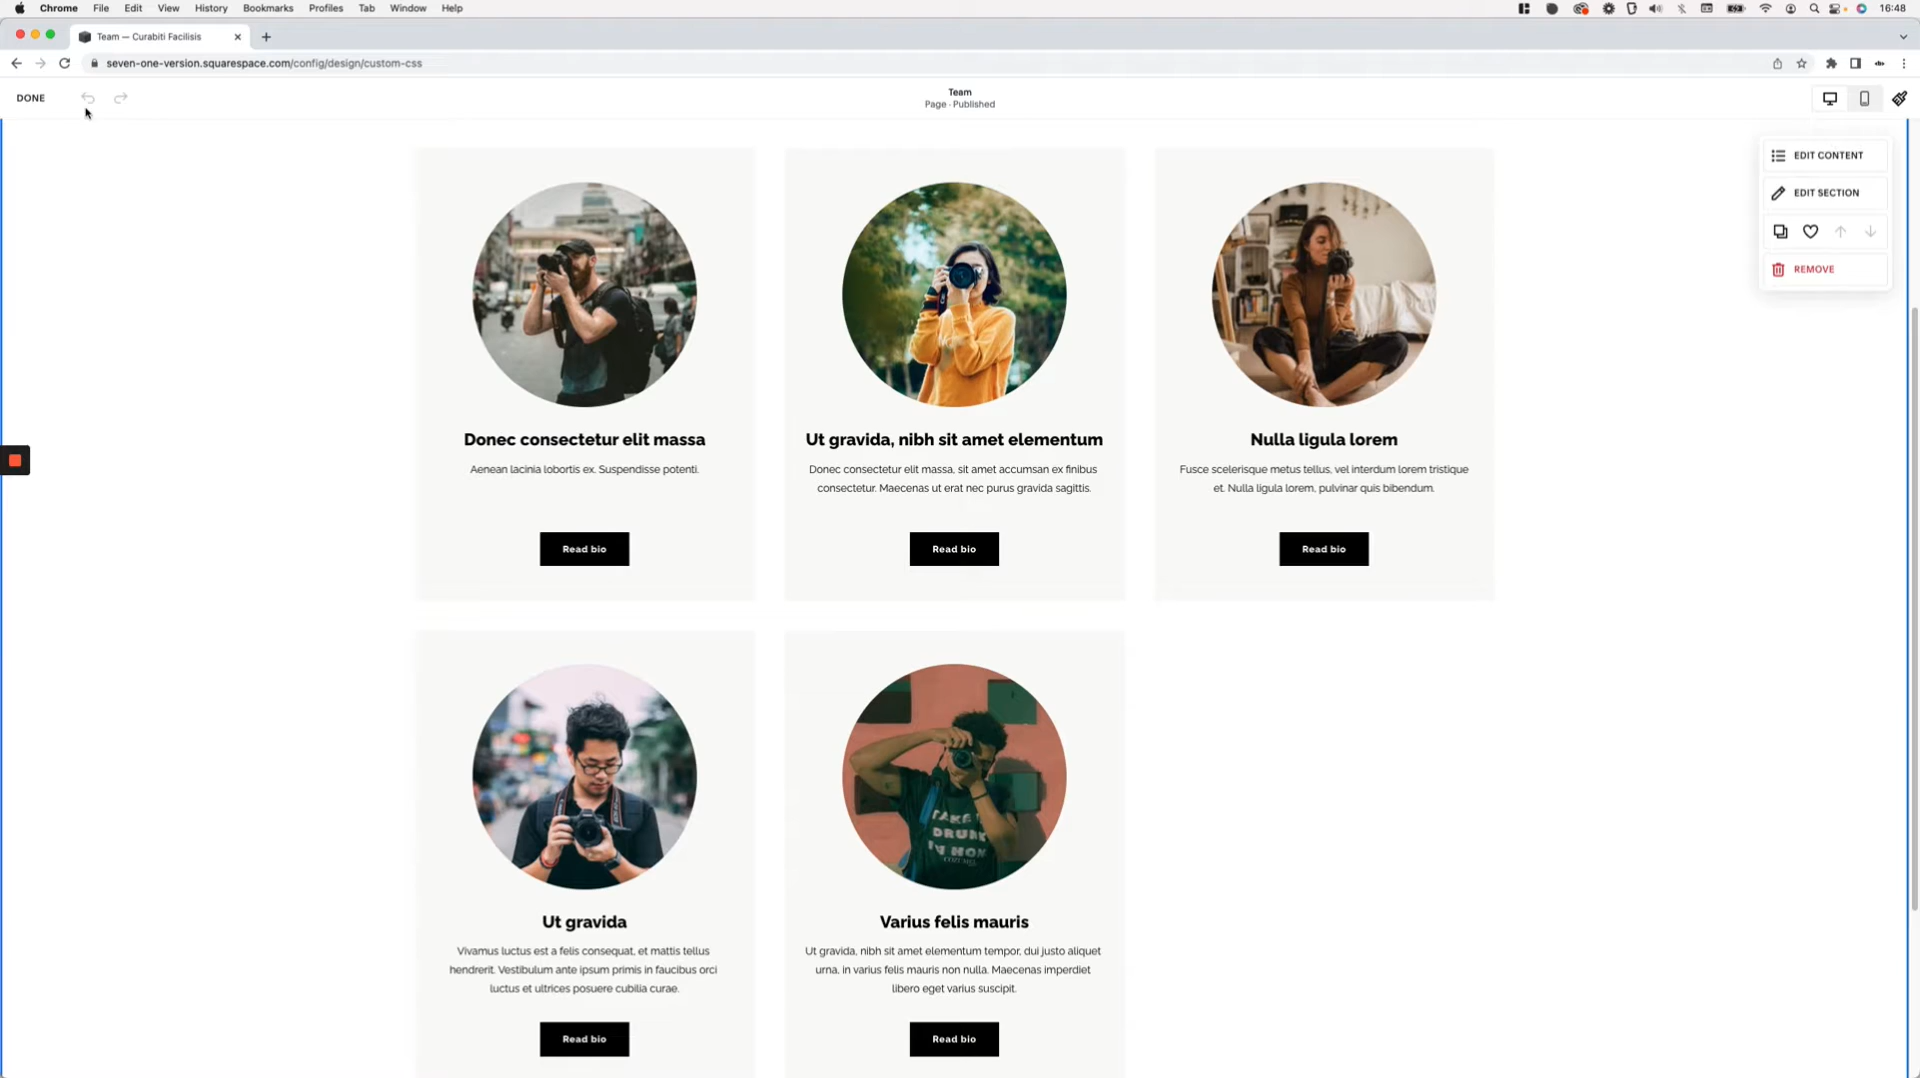 Chrome File Edit View History Bookmarks Profiles Tab Window Help 16:48
Team — Curabiti Facilisis
seven-one-version.squarespace.com/config/design/custom-css
DONE
Team
Page · Published
EDIT CONTENT
EDIT SECTION
REMOVE
Donec consectetur elit massa
Aenean lacinia lobortis ex. Suspendisse potenti.
Read bio
Ut gravida, nibh sit amet elementum
Donec consectetur elit massa, sit amet accumsan ex finibus
consectetur. Maecenas ut erat nec purus gravida sagittis.
Read bio
Nulla ligula lorem
Fusce scelerisque metus tellus, vel interdum lorem tristique
et. Nulla ligula lorem, pulvinar quis bibendum.
Read bio
Ut gravida
Vivamus luctus est a felis consequat, et mattis tellus
hendrerit. Vestibulum ante ipsum primis in faucibus orci
luctus et ultrices posuere cubilia curae.
Read bio
TAKE
DRUNK
Varius felis mauris
Ut gravida, nibh sit amet elementum tempor, dui justo aliquet
urna, in varius felis mauris non nulla. Maecenas imperdiet
libero eget varius suscipit.
Read bio